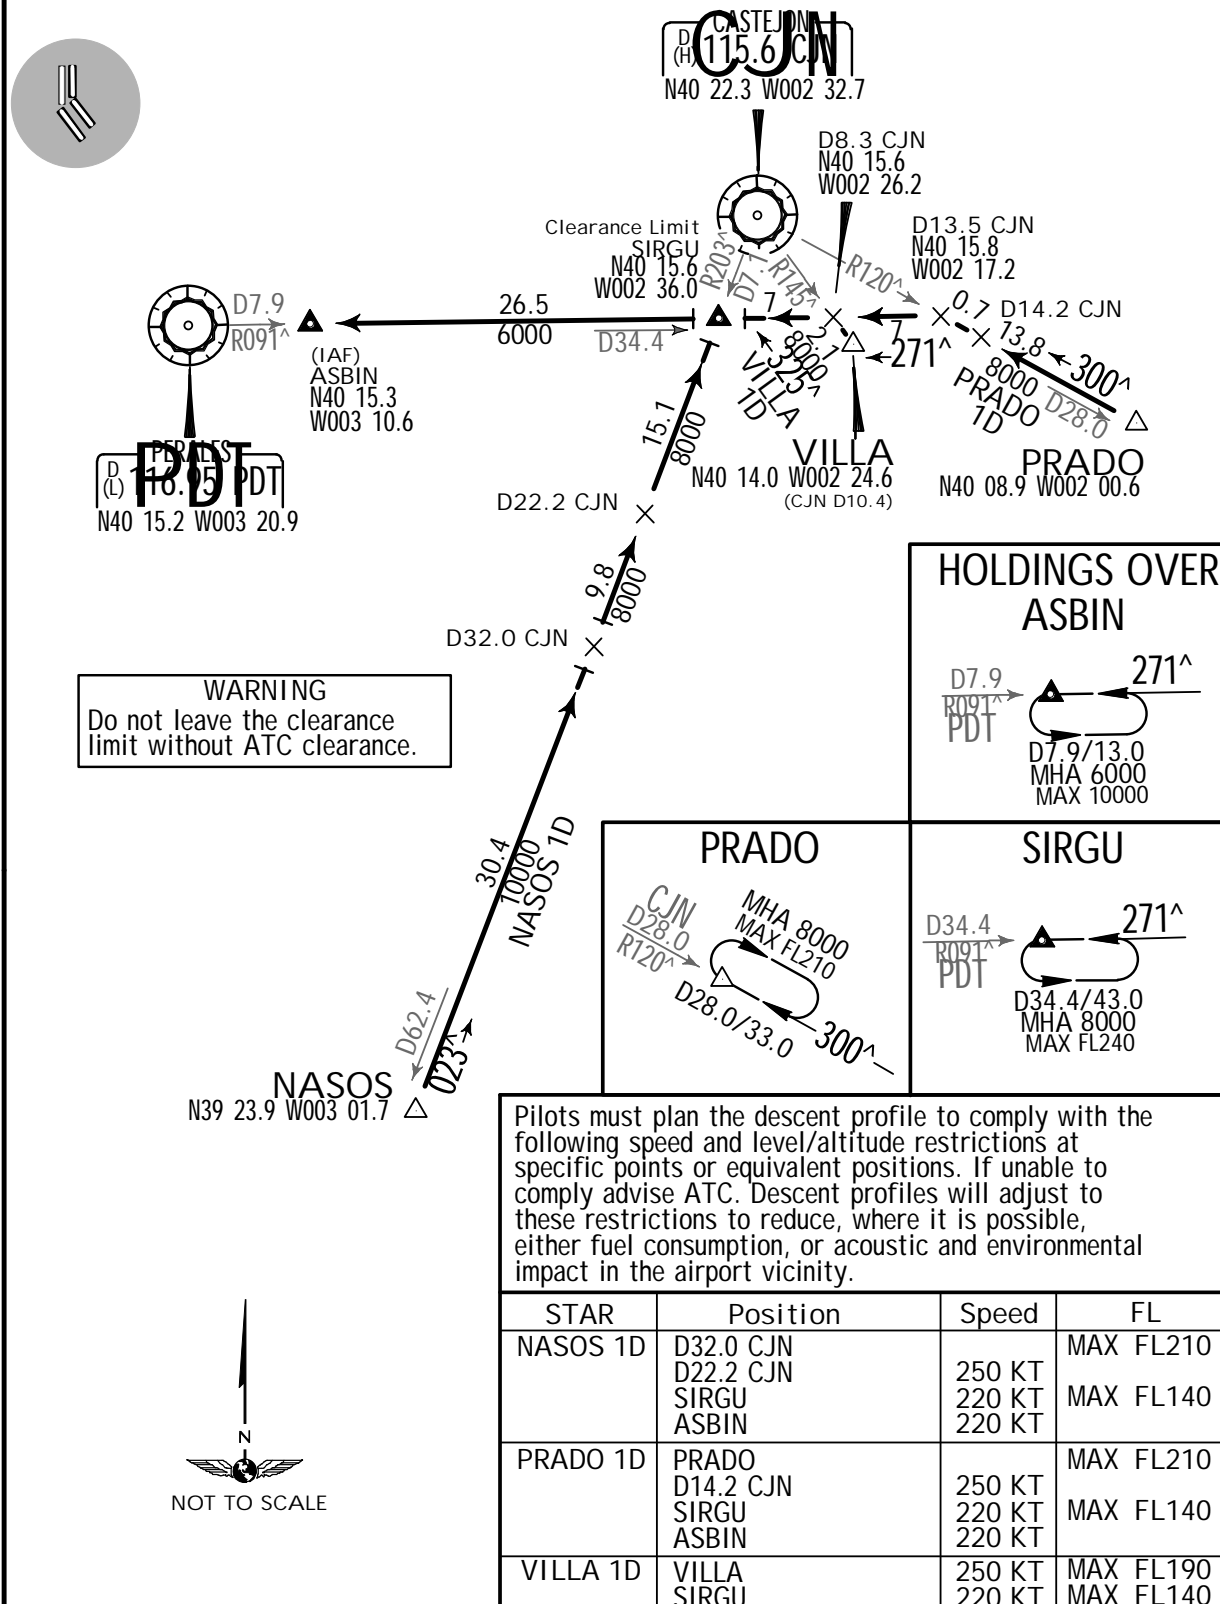 CASTEJON
D
(H)
115.6 CJN
CJN
N40 22.3 W002 32.7
D8.3 CJN
N40 15.6
W002 26.2
Clearance Limit
SIRGU
N40 15.6
W002 36.0
D13.5 CJN
N40 15.8
W002 17.2
R203^
D7.1
R145^
R120^
D7.9
R091^
26.5
6000
D34.4
7
7
0.7
D14.2 CJN
(IAF)
ASBIN
N40 15.3
W003 10.6
2.1
8000
325^
VILLA
1D
271^
13.8
300^
8000
PRADO
1D
D28.0
15.1
8000
PERALES
D
(L)
116.95 PDT
PDT
N40 15.2 W003 20.9
VILLA
N40 14.0 W002 24.6
(CJN D10.4)
PRADO
N40 08.9 W002 00.6
D22.2 CJN
9.8
8000
D32.0 CJN
WARNING
Do not leave the clearance
limit without ATC clearance.
30.4
10000
NASOS 1D
D62.4
023^
NASOS
N39 23.9 W003 01.7
HOLDINGS OVER
ASBIN
D7.9
R091^
PDT
271^
D7.9/13.0
MHA 6000
MAX 10000
PRADO
CJN
D28.0
R120^
MHA 8000
MAX FL210
D28.0/33.0
300^
SIRGU
D34.4
R091^
PDT
271^
D34.4/43.0
MHA 8000
MAX FL240
Pilots must plan the descent profile to comply with the
following speed and level/altitude restrictions at
specific points or equivalent positions. If unable to
comply advise ATC. Descent profiles will adjust to
these restrictions to reduce, where it is possible,
either fuel consumption, or acoustic and environmental
impact in the airport vicinity.
STAR Position Speed FL
NASOS 1D D32.0 CJN MAX FL210
D22.2 CJN 250 KT
SIRGU 220 KT MAX FL140
ASBIN 220 KT
PRADO 1D PRADO MAX FL210
D14.2 CJN 250 KT
SIRGU 220 KT MAX FL140
ASBIN 220 KT
VILLA 1D VILLA 250 KT MAX FL190
SIRGU 220 KT MAX FL140
N
NOT TO SCALE